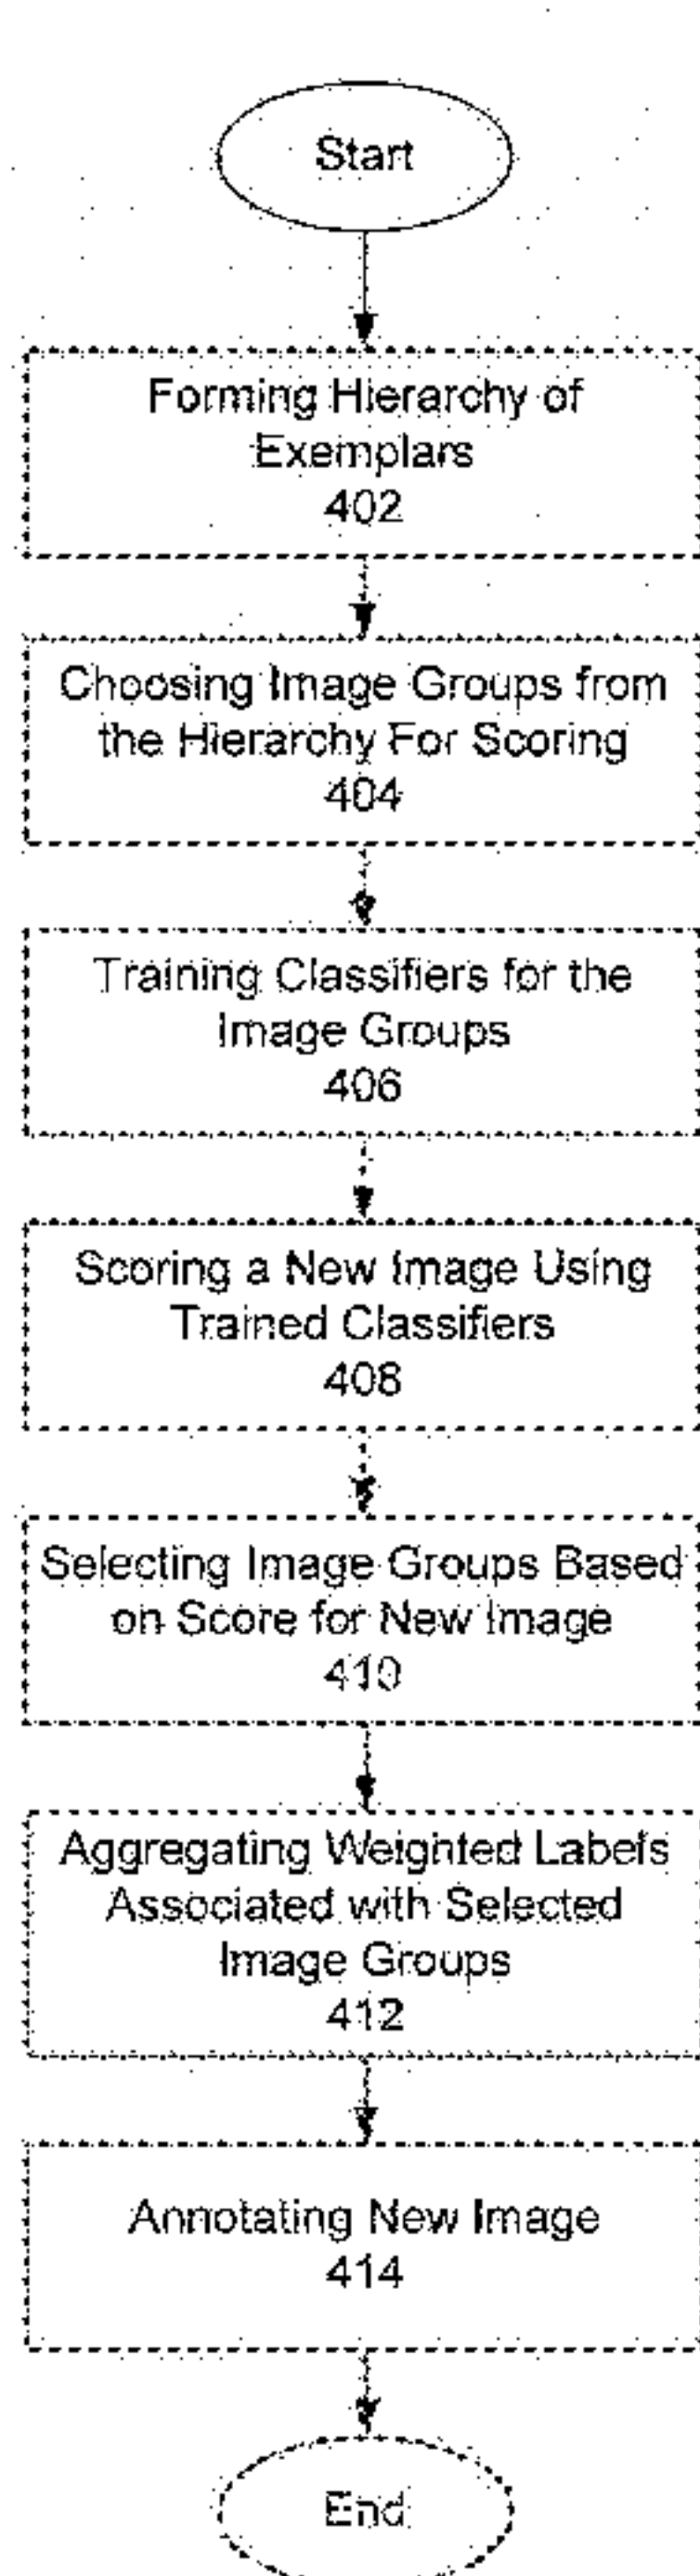 Start
Forming Hierarchy of
Exemplars
402
Choosing Image Groups from
the Hierarchy For Scoring
404
Training Classifiers for the
Image Groups
406
Scoring a New Image Using
Trained Classifiers
408
Selecting Image Groups Based
on Score for New Image
410
Aggregating Weighted Labels
Associated with Selected
Image Groups
412
Annotating New Image
414
End